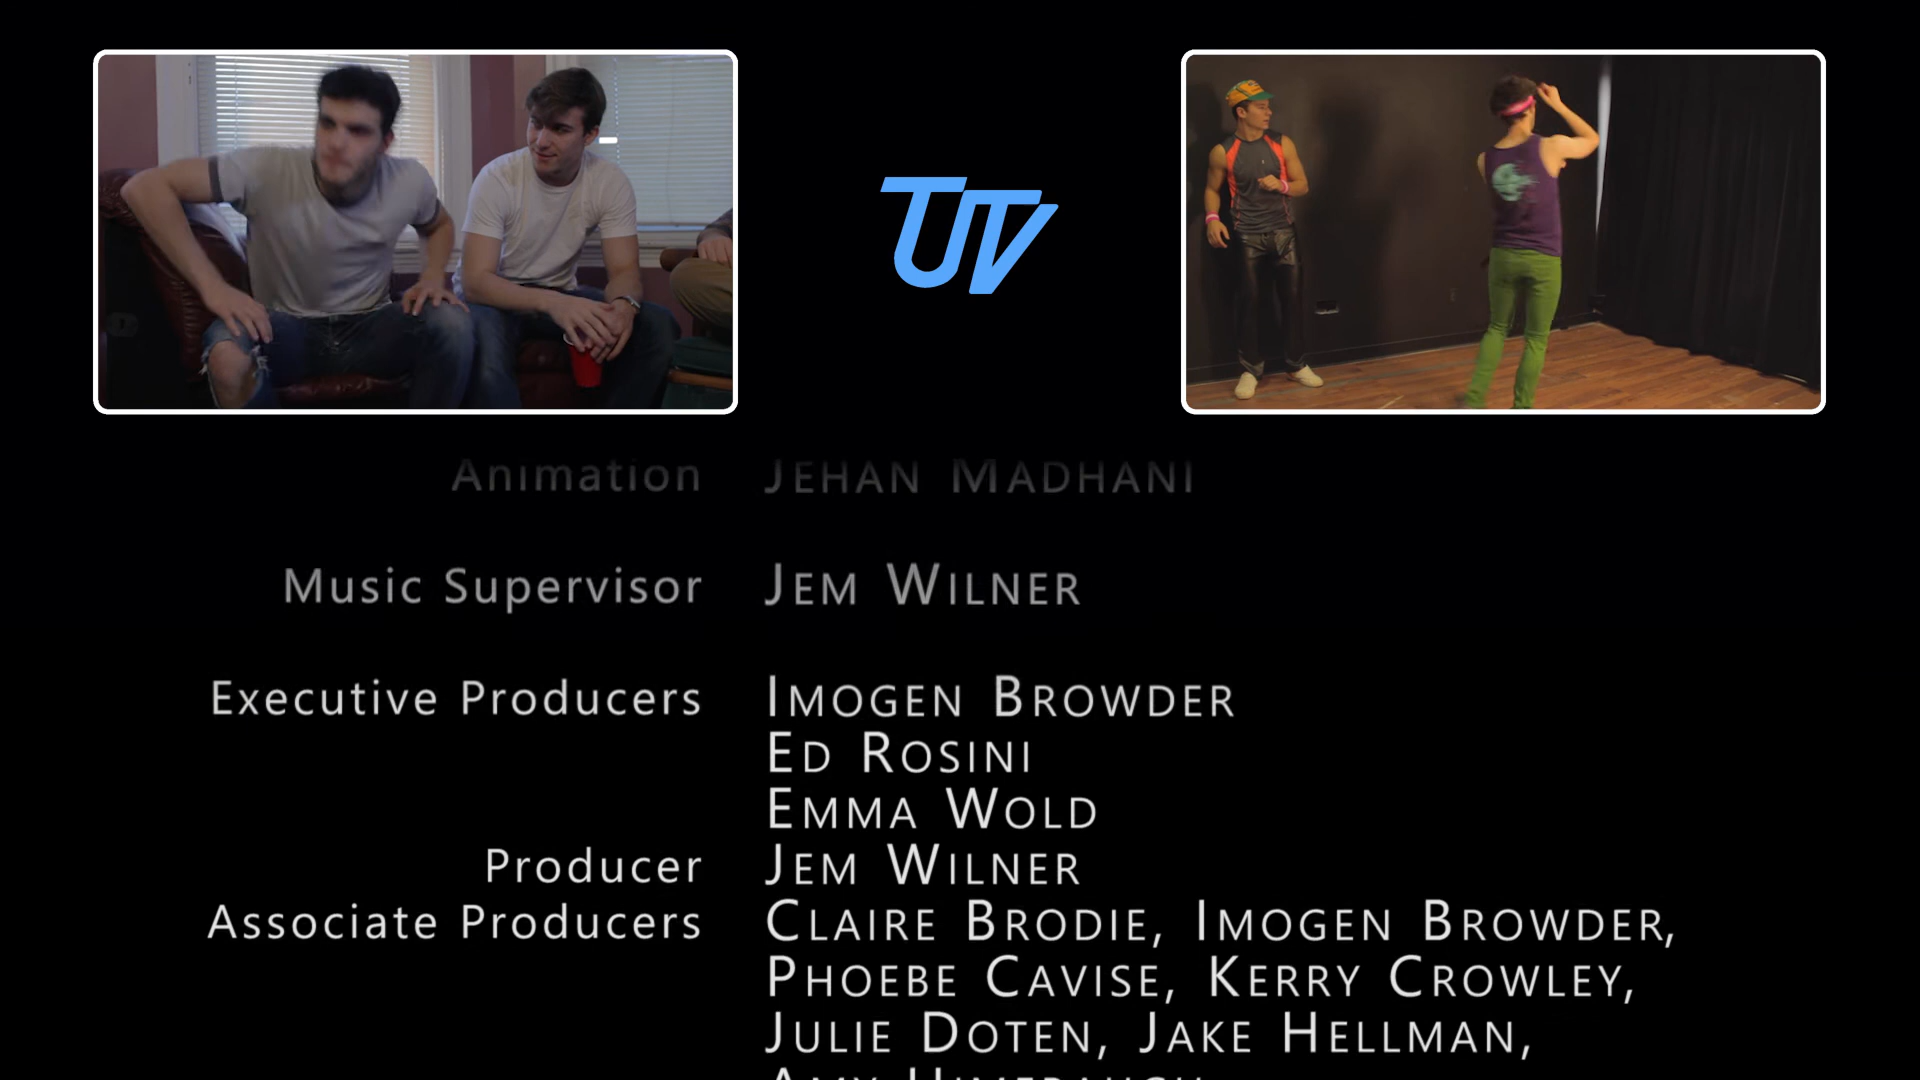 UTV
Animation JEHAN MADHANI
Music Supervisor JEM WILNER
Executive Producers IMOGEN BROWDER
ED ROSINI
EMMA WOLD
Producer JEM WILNER
Associate Producers CLAIRE BRODIE, IMOGEN BROWDER,
PHOEBE CAVISE, KERRY CROWLEY,
JULIE DOTEN, JAKE HELLMAN,